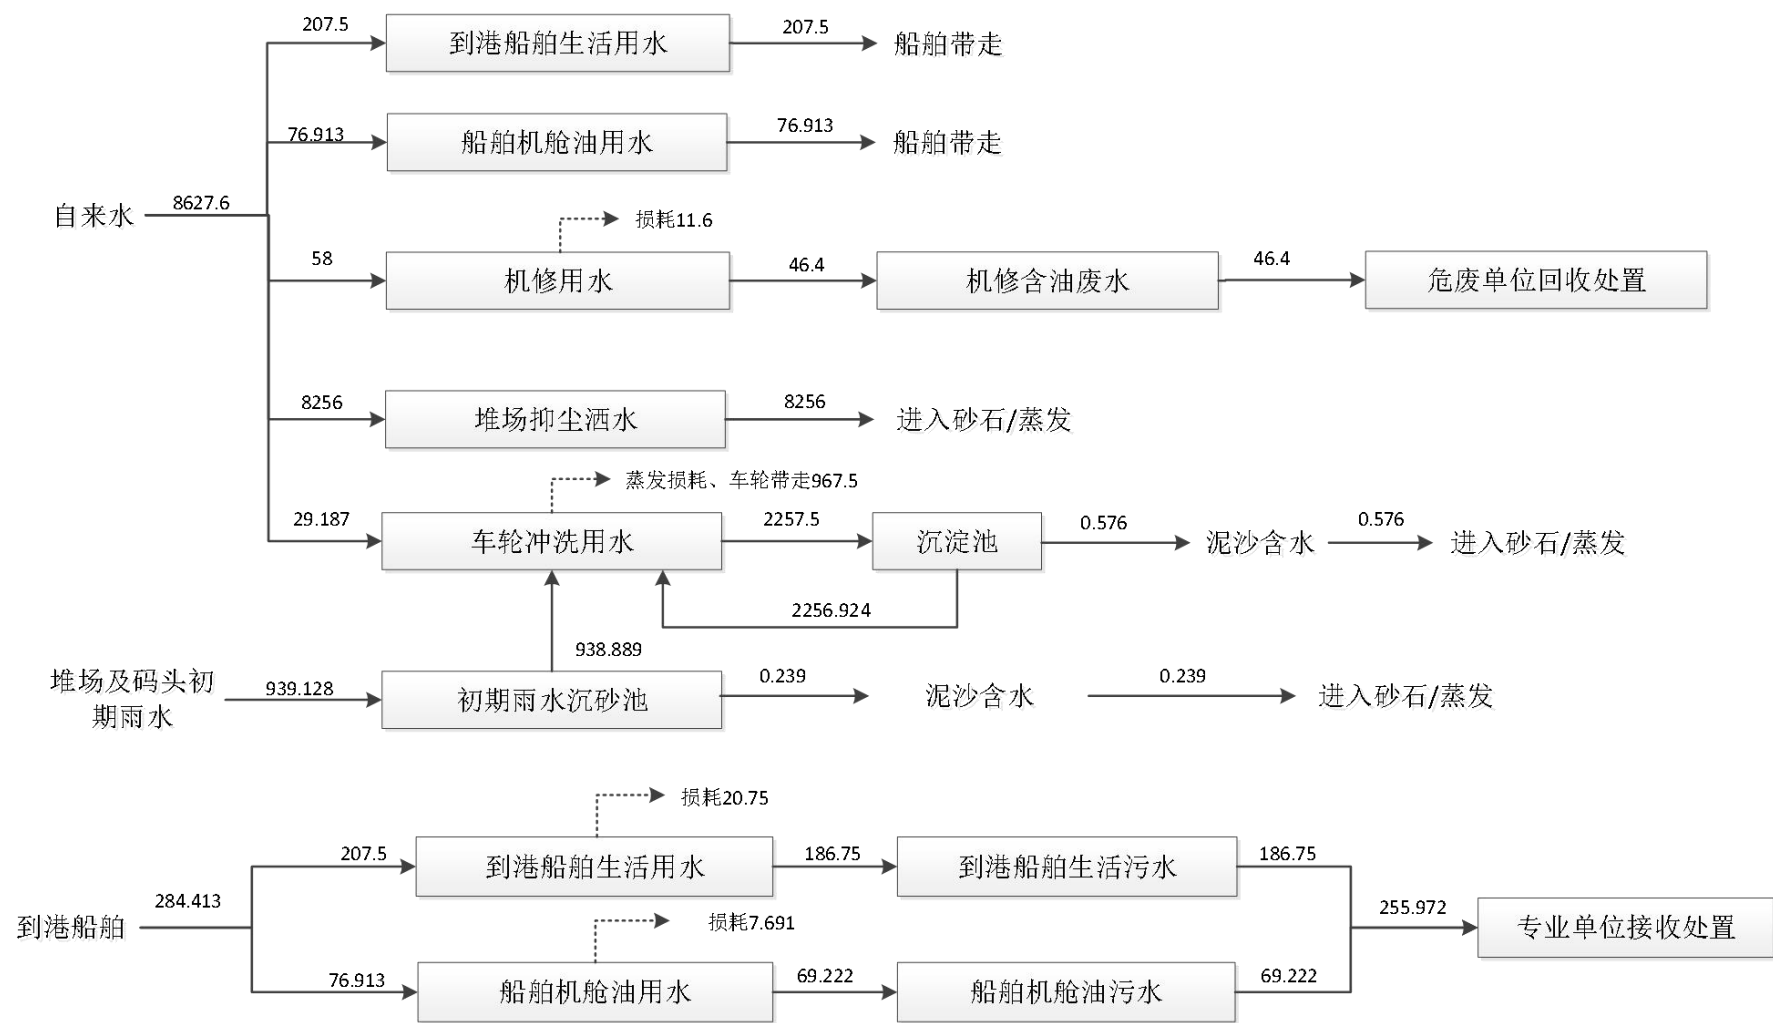 207.5
到港船舶生活用水
207.5
船舶带走
76.913
船舶机舱油用水
76.913
船舶带走
自来水
8627.6
损耗11.6
58
机修用水
46.4
机修含油废水
46.4
危废单位回收处置
8256
堆场抑尘洒水
8256
进入砂石/蒸发
蒸发损耗、车轮带走967.5
29.187
车轮冲洗用水
2257.5
沉淀池
0.576
泥沙含水
0.576
进入砂石/蒸发
2256.924
938.889
堆场及码头初
期雨水
939.128
初期雨水沉砂池
0.239
泥沙含水
0.239
进入砂石/蒸发
损耗20.75
207.5
到港船舶生活用水
186.75
到港船舶生活污水
186.75
到港船舶
284.413
损耗7.691
255.972
专业单位接收处置
76.913
船舶机舱油用水
69.222
船舶机舱油污水
69.222